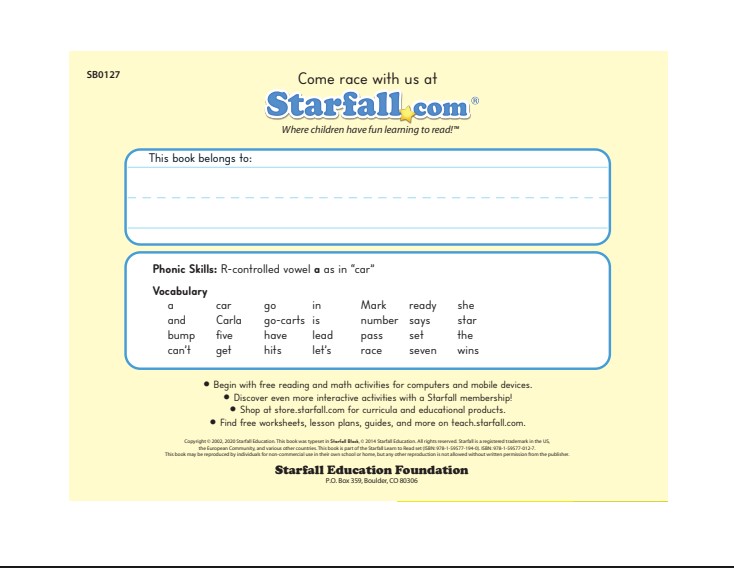 SB0127
Come race with us at
Starfall.com®
Where children have fun learning to read!™
This book belongs to:
Phonic Skills: R-controlled vowel a as in “car”
Vocabulary
a car go in Mark ready she
and Carla go-carts is number says star
bump five have lead pass set the
can’t get hits let’s race seven wins
• Begin with free reading and math activities for computers and mobile devices.
• Discover even more interactive activities with a Starfall membership!
• Shop at store.starfall.com for curricula and educational products.
• Find free worksheets, lesson plans, guides, and more on teach.starfall.com.
Copyright © 2002, 2020 Starfall Education. This book was typeset in Starfall Block, © 2014 Starfall Education. All rights reserved. Starfall is a registered trademark in the US,
the European Community, and various other countries. This book is part of the Starfall Learn to Read set (ISBN: 978-1-59577-194-0). ISBN: 978-1-59577-012-7.
This book may be reproduced by individuals for non-commercial use in their own school or home, but any other reproduction is not allowed without written permission from the publisher.
Starfall Education Foundation
P.O. Box 359, Boulder, CO 80306